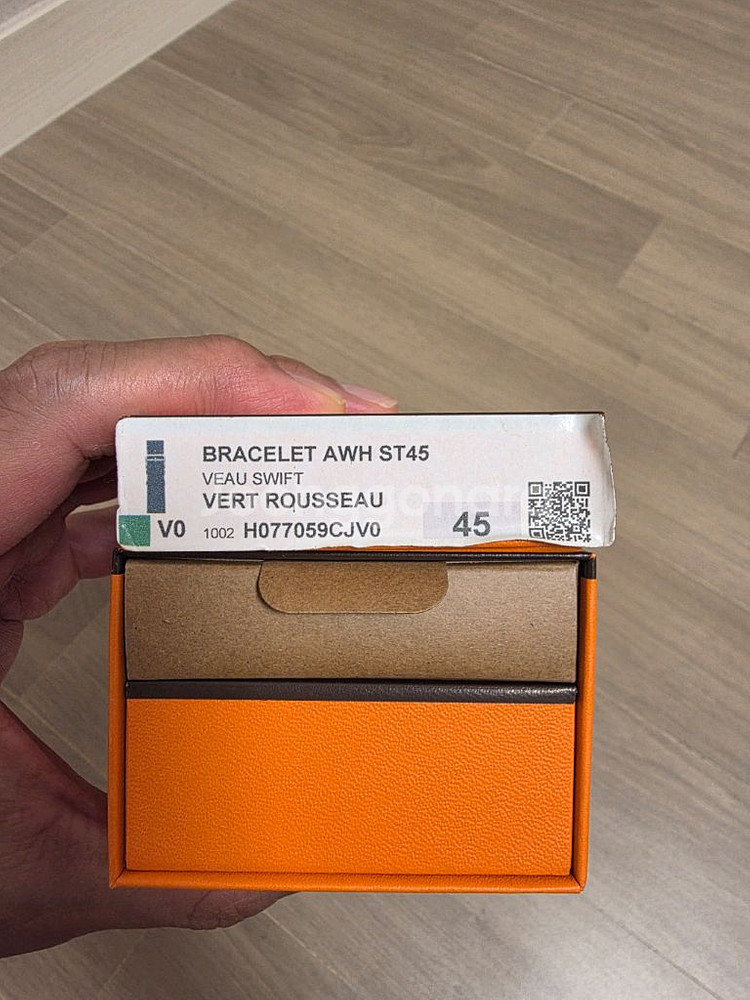 BRACELET AWH ST45
VEAU SWIFT
VERT ROUSSEAU
V0 1002 H077059CJV0 45